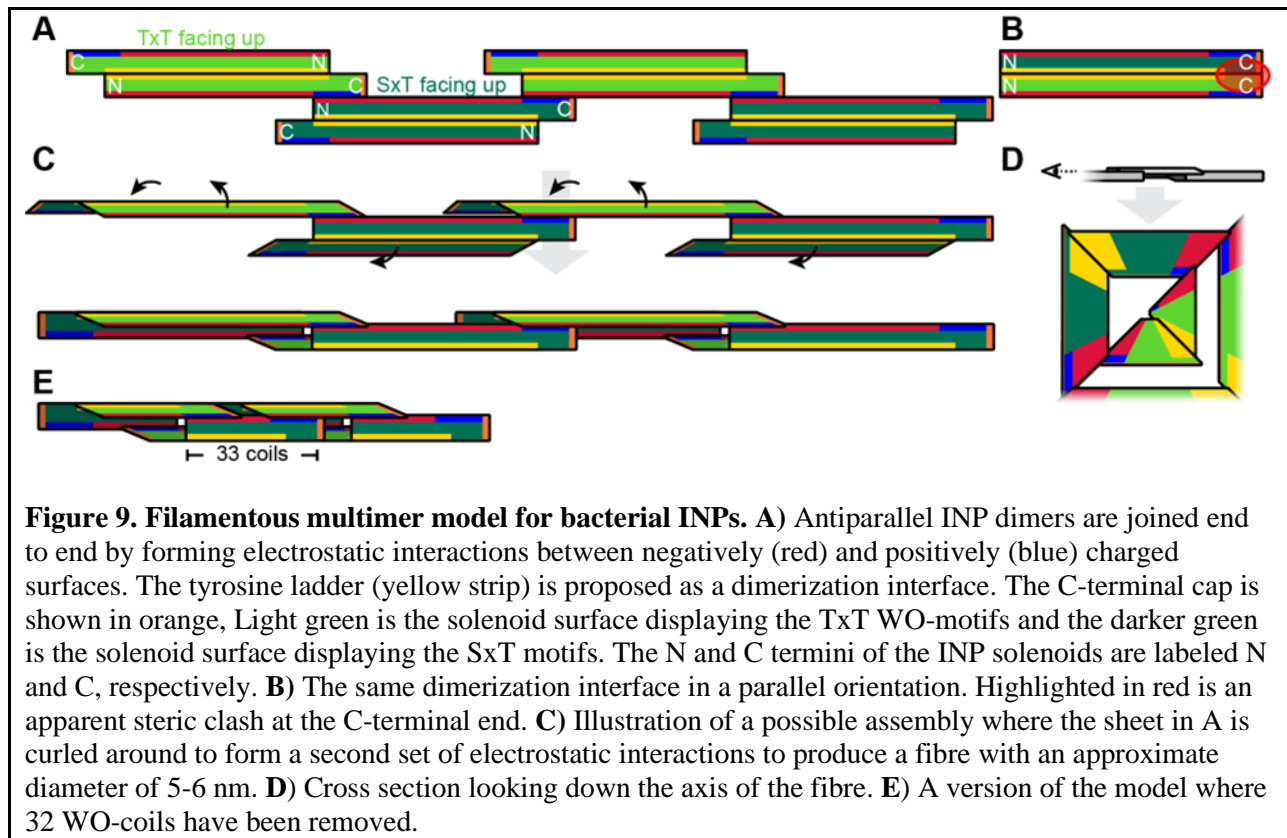 A
TxT facing up
B
C
N
N
C
SxT facing up
N
C
C
N
N
C
N
C
C
D
E
33 coils
Figure 9. Filamentous multimer model for bacterial INPs. A) Antiparallel INP dimers are joined end
to end by forming electrostatic interactions between negatively (red) and positively (blue) charged
surfaces. The tyrosine ladder (yellow strip) is proposed as a dimerization interface. The C-terminal cap is
shown in orange, Light green is the solenoid surface displaying the TxT WO-motifs and the darker green
is the solenoid surface displaying the SxT motifs. The N and C termini of the INP solenoids are labeled N
and C, respectively. B) The same dimerization interface in a parallel orientation. Highlighted in red is an
apparent steric clash at the C-terminal end. C) Illustration of a possible assembly where the sheet in A is
curled around to form a second set of electrostatic interactions to produce a fibre with an approximate
diameter of 5-6 nm. D) Cross section looking down the axis of the fibre. E) A version of the model where
32 WO-coils have been removed.